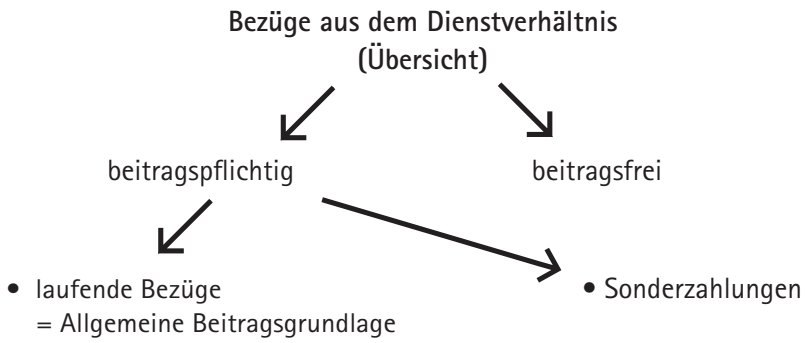 Bezüge aus dem Dienstverhältnis
(Übersicht)
beitragspflichtig
beitragsfrei
• laufende Bezüge
= Allgemeine Beitragsgrundlage
• Sonderzahlungen